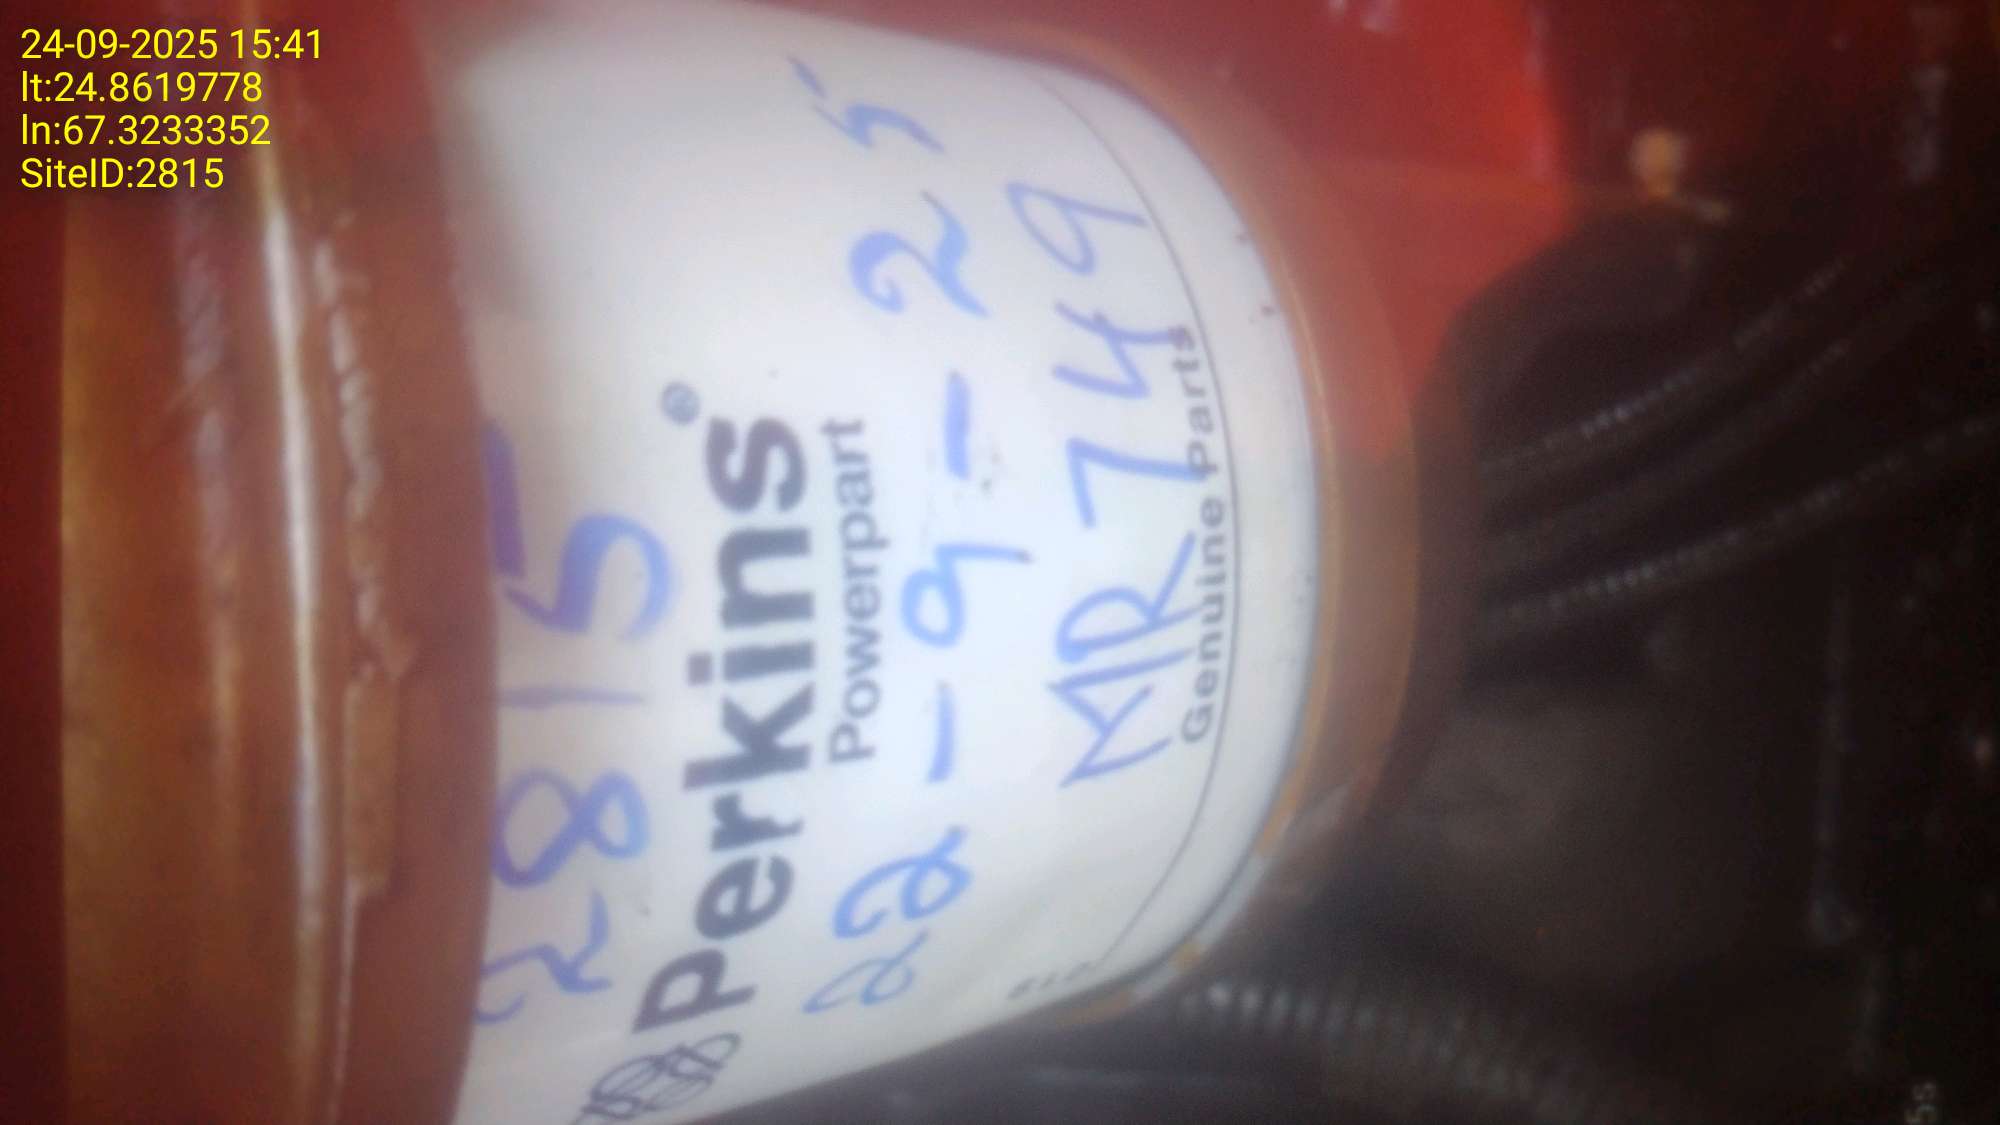 24-09-2025 15:41
lt:24.8619778
ln:67.3233352
SiteID:2815
2815
Perkins®
Powerpart
22-9-25
MR 749
Genuine Parts